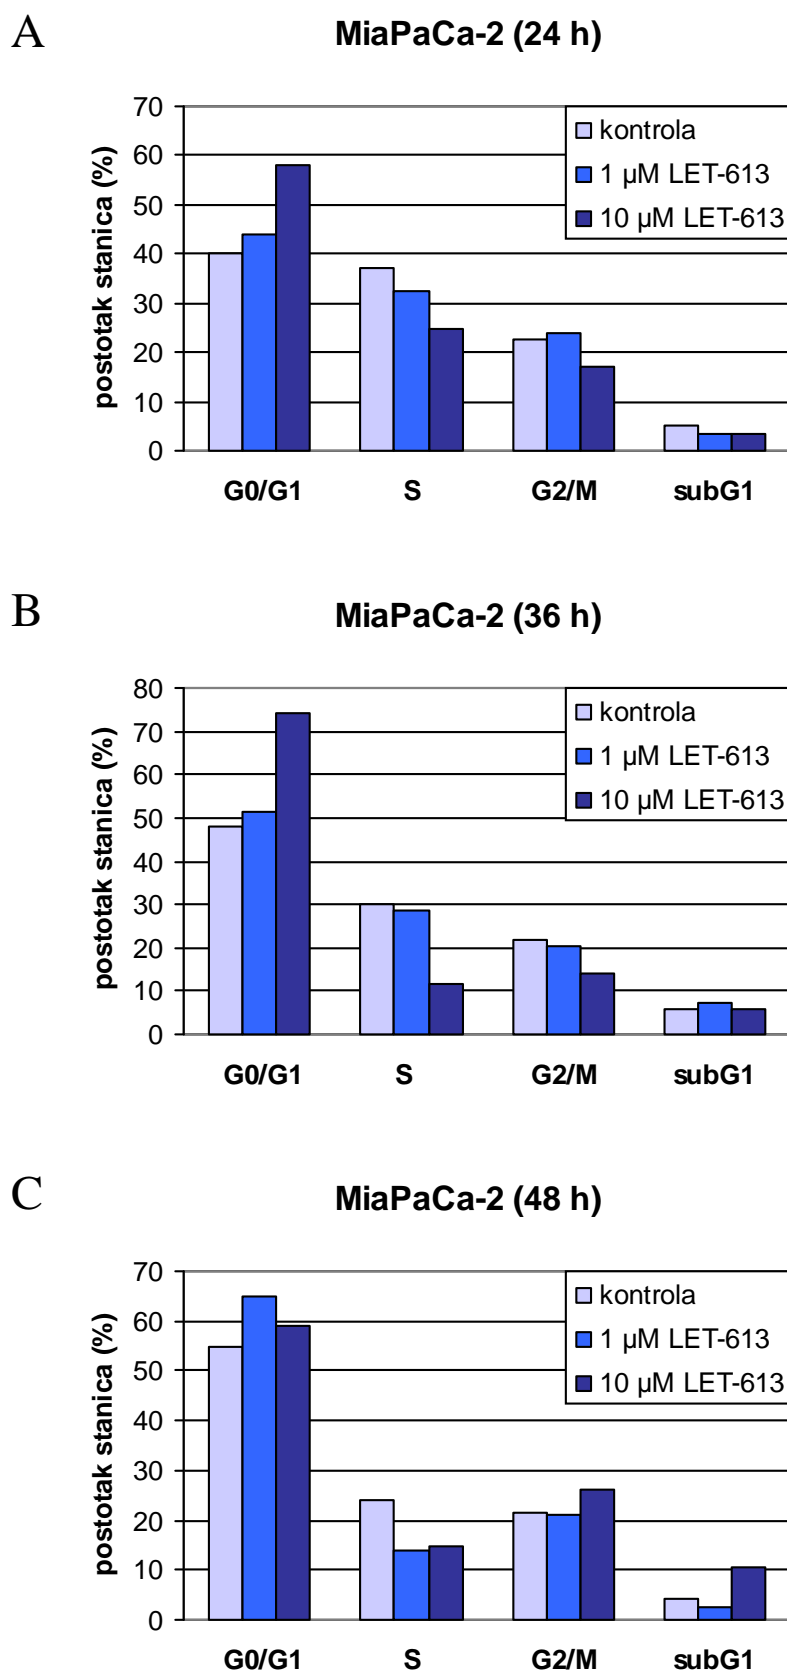 A
MiaPaCa-2 (24 h)
postotak stanica (%)
70
60
50
40
30
20
10
0
kontrola
1 µM LET-613
10 µM LET-613
G0/G1 S G2/M subG1
B
MiaPaCa-2 (36 h)
postotak stanica (%)
80
70
60
50
40
30
20
10
0
kontrola
1 µM LET-613
10 µM LET-613
G0/G1 S G2/M subG1
C
MiaPaCa-2 (48 h)
postotak stanica (%)
70
60
50
40
30
20
10
0
kontrola
1 µM LET-613
10 µM LET-613
G0/G1 S G2/M subG1